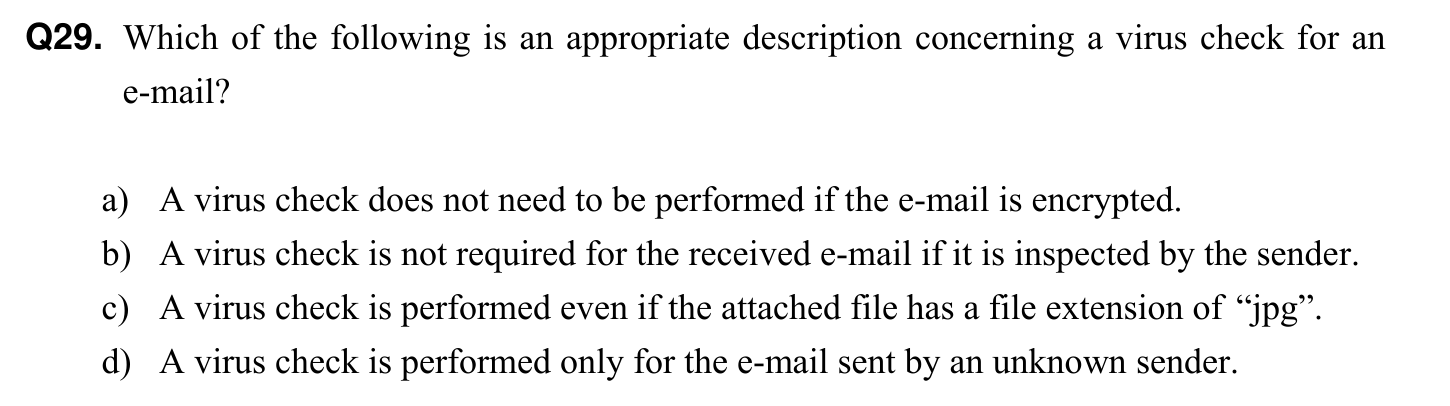 Q29. Which of the following is an appropriate description concerning a virus check for an
e-mail?
a) A virus check does not need to be performed if the e-mail is encrypted.
b) A virus check is not required for the received e-mail if it is inspected by the sender.
c) A virus check is performed even if the attached file has a file extension of “jpg”.
d) A virus check is performed only for the e-mail sent by an unknown sender.